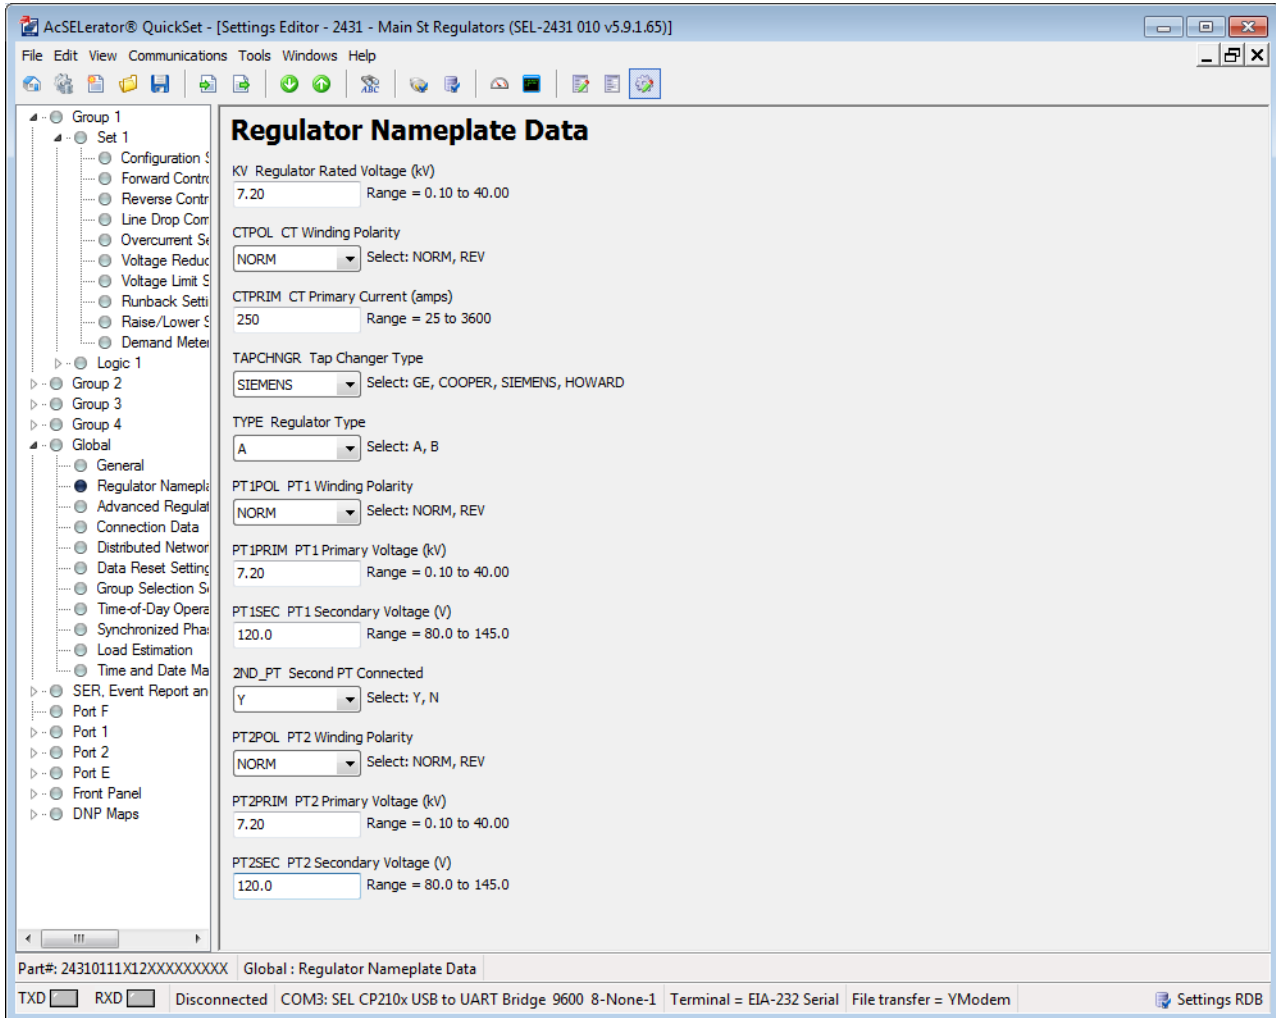 AcSELerator® QuickSet - [Settings Editor - 2431 - Main St Regulators (SEL-2431 010 v5.9.1.65)]
File Edit View Communications Tools Windows Help
Group 1
Set 1
Configuration S
Forward Contro
Reverse Contr
Line Drop Com
Overcurrent Se
Voltage Reduc
Voltage Limit S
Runback Setti
Raise/Lower S
Demand Meter
Logic 1
Group 2
Group 3
Group 4
Global
General
Regulator Namepla
Advanced Regulat
Connection Data
Distributed Networ
Data Reset Setting
Group Selection Se
Time-of-Day Opera
Synchronized Phas
Load Estimation
Time and Date Ma
SER, Event Report an
Port F
Port 1
Port 2
Port E
Front Panel
DNP Maps
Regulator Nameplate Data
KV Regulator Rated Voltage (kV)
7.20 Range = 0.10 to 40.00
CTPOL CT Winding Polarity
NORM Select: NORM, REV
CTPRIM CT Primary Current (amps)
250 Range = 25 to 3600
TAPCHNGR Tap Changer Type
SIEMENS Select: GE, COOPER, SIEMENS, HOWARD
TYPE Regulator Type
A Select: A, B
PT1POL PT1 Winding Polarity
NORM Select: NORM, REV
PT1PRIM PT1 Primary Voltage (kV)
7.20 Range = 0.10 to 40.00
PT1SEC PT1 Secondary Voltage (V)
120.0 Range = 80.0 to 145.0
2ND_PT Second PT Connected
Y Select: Y, N
PT2POL PT2 Winding Polarity
NORM Select: NORM, REV
PT2PRIM PT2 Primary Voltage (kV)
7.20 Range = 0.10 to 40.00
PT2SEC PT2 Secondary Voltage (V)
120.0 Range = 80.0 to 145.0
Part#: 24310111X12XXXXXXXXX Global : Regulator Nameplate Data
TXD RXD Disconnected COM3: SEL CP210x USB to UART Bridge 9600 8-None-1 Terminal = EIA-232 Serial File transfer = YModem Settings RDB